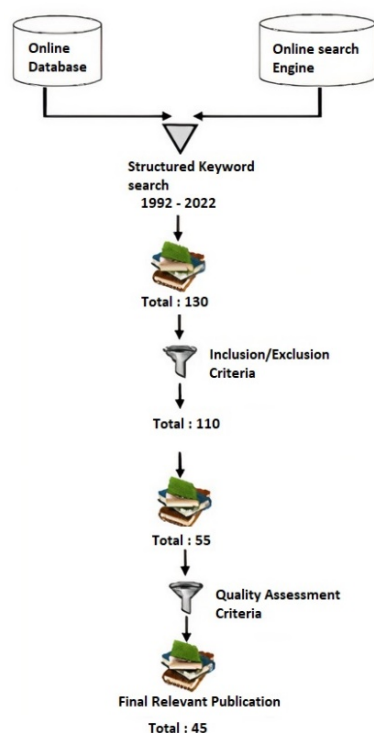 Online
Database
Online search
Engine
Structured Keyword
search
1992 - 2022
Total : 130
Inclusion/Exclusion
Criteria
Total : 110
Total : 55
Quality Assessment
Criteria
Final Relevant Publication
Total : 45